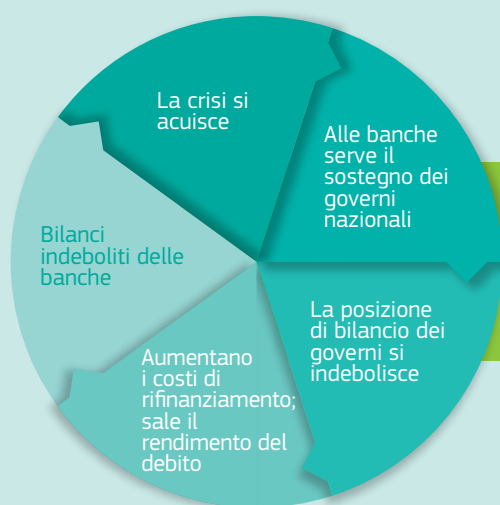 La crisi si
acuisce
Alle banche
serve il
sostegno dei
governi
nazionali
La posizione
di bilancio dei
governi si
indebolisce
Aumentano
i costi di
rifinanziamento;
sale il
rendimento del
debito
Bilanci
indeboliti delle
banche